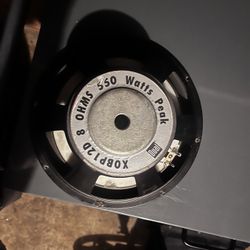 XOBP12D 8 OHMS 550 Watts Peak